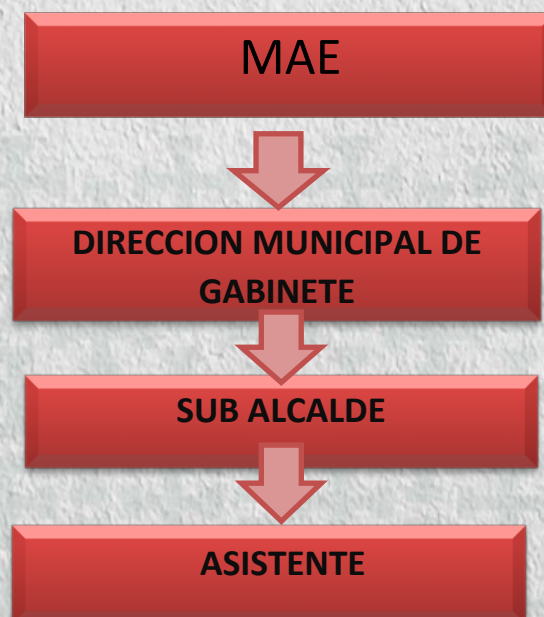 MAE
DIRECCION MUNICIPAL DE
GABINETE
SUB ALCALDE
ASISTENTE